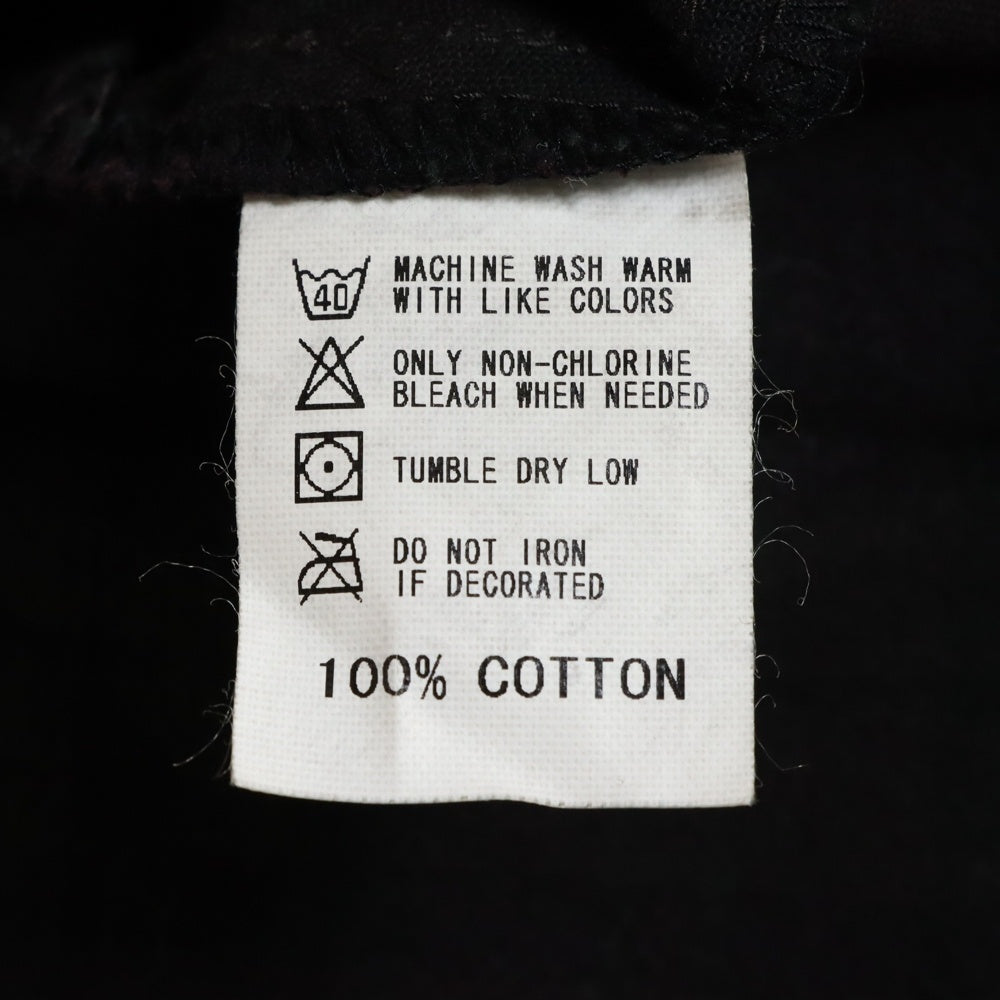 40
MACHINE WASH WARM
WITH LIKE COLORS
ONLY NON-CHLORINE
BLEACH WHEN NEEDED
TUMBLE DRY LOW
DO NOT IRON
IF DECORATED
100% COTTON